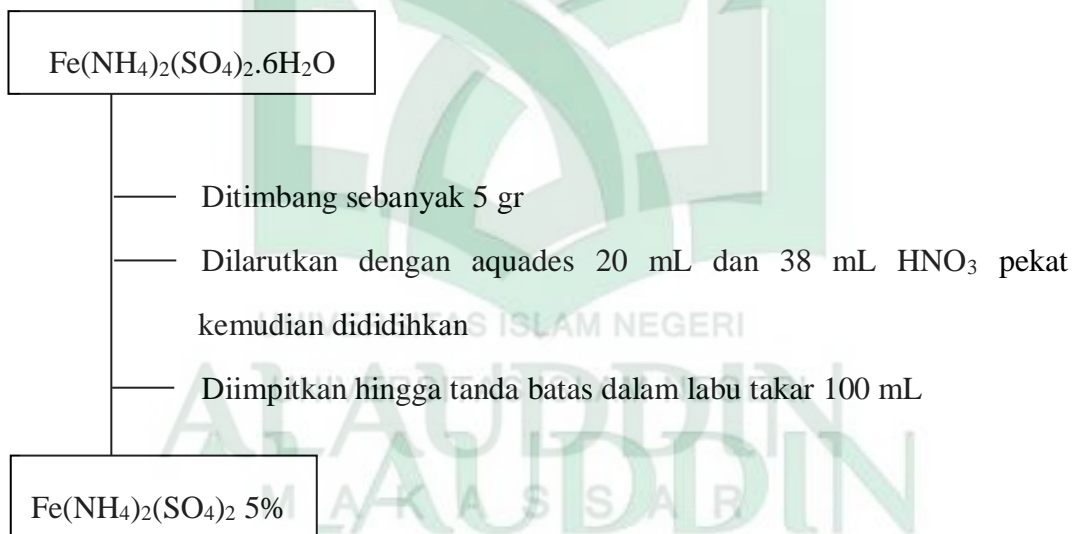 Fe(NH₄)₂(SO₄)₂.6H₂O
Ditimbang sebanyak 5 gr
Dilarutkan dengan aquades 20 mL dan 38 mL HNO₃ pekat
kemudian dididihkan
UNIVERSITAS ISLAM NEGERI
Diimpitkan hingga tanda batas dalam labu takar 100 mL
ALAUDDIN
ALAUDDIN
Fe(NH₄)₂(SO₄)₂ 5%
MAKASSAR